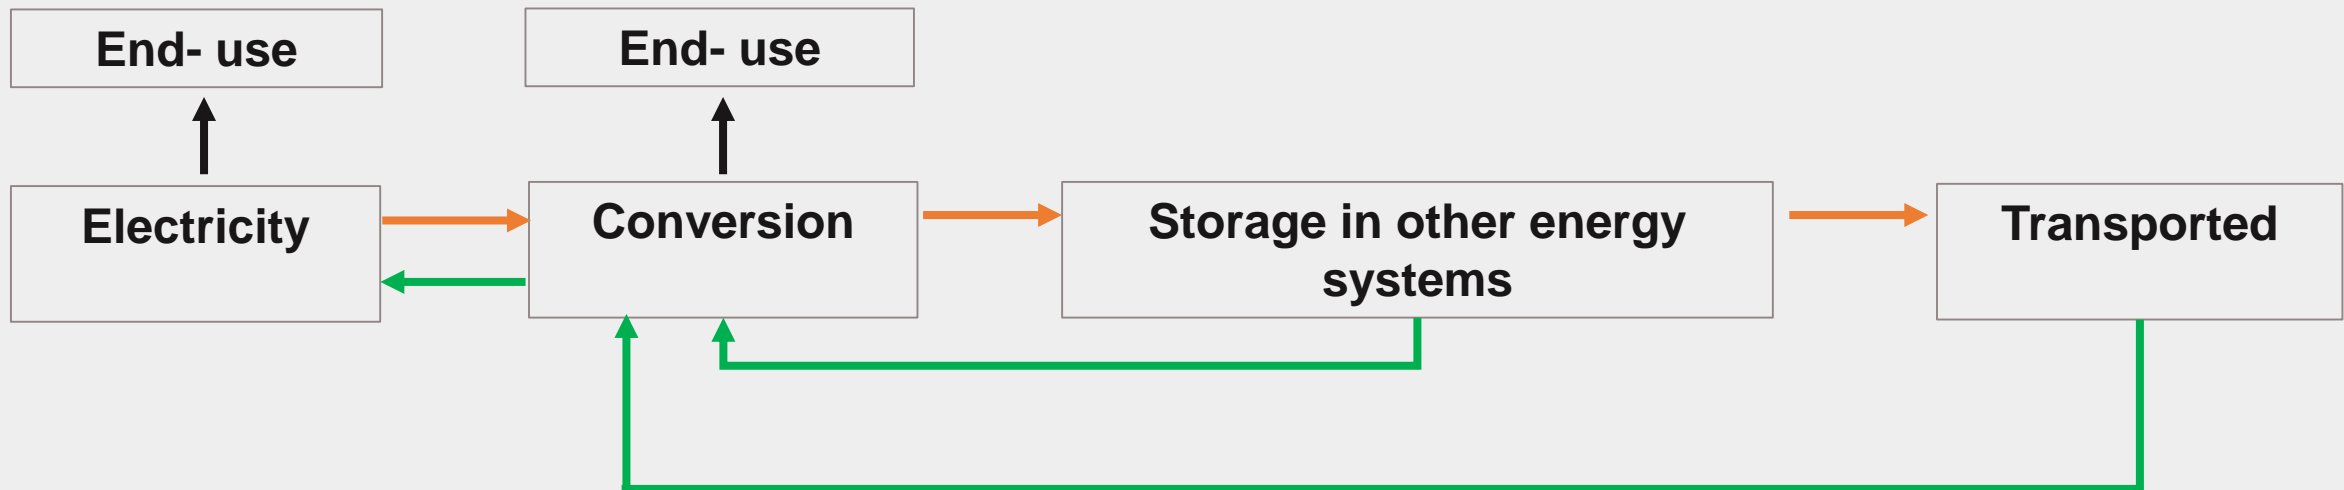 End- use
End- use
Electricity
Conversion
Storage in other energy
systems
Transported